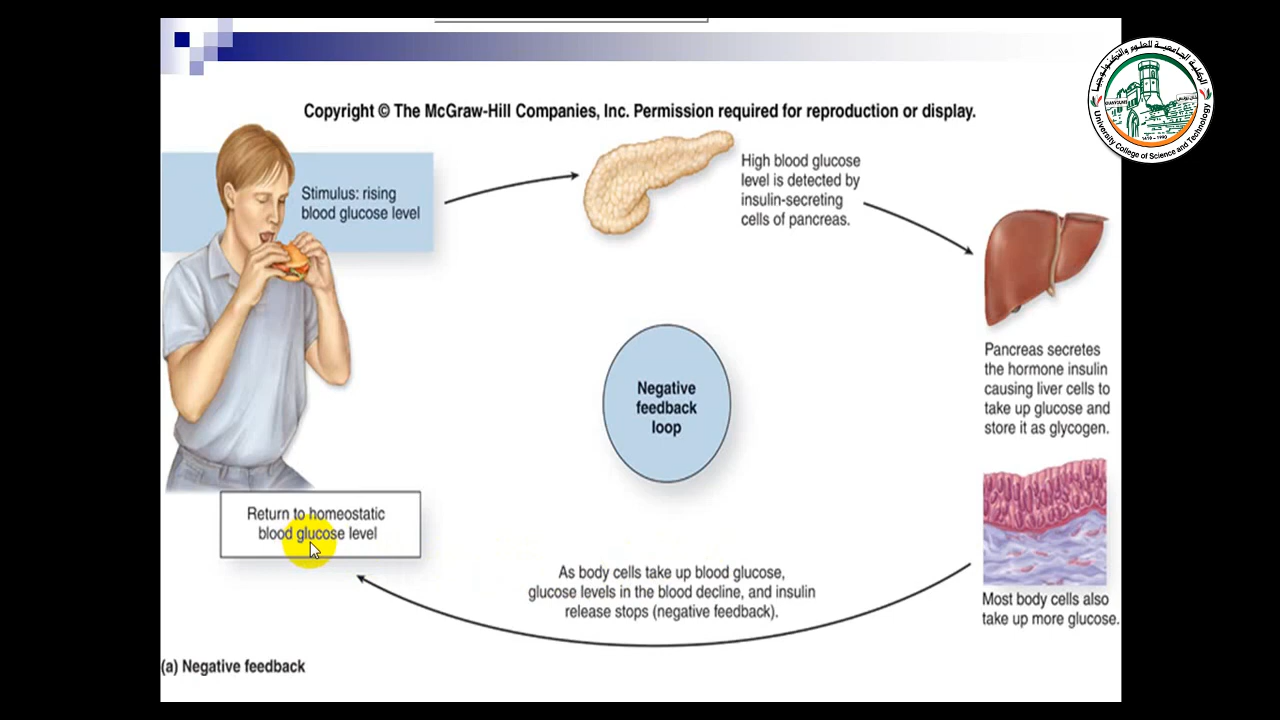 Copyright © The McGraw-Hill Companies, Inc. Permission required for reproduction or display.
Stimulus: rising
blood glucose level
High blood glucose
level is detected by
insulin-secreting
cells of pancreas.
Pancreas secretes
the hormone insulin
causing liver cells to
take up glucose and
store it as glycogen.
Negative
feedback
loop
Most body cells also
take up more glucose.
As body cells take up blood glucose,
glucose levels in the blood decline, and insulin
release stops (negative feedback).
Return to homeostatic
blood glucose level
(a) Negative feedback
الكلية الجامعية للعلوم والتكنولوجيا
University College of Science and Technology